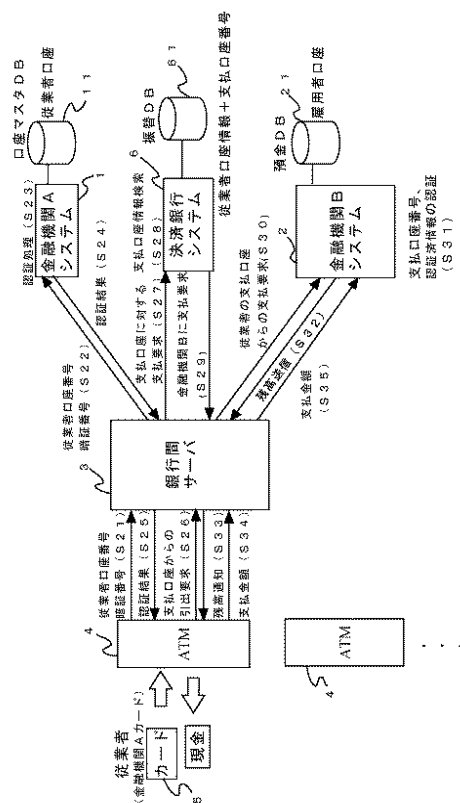 従業者
(金融機関Aカード)
カード
5
現金
4
ATM
4
ATM
・・・
従業者口座番号
暗証番号(S21)
認証結果(S25)
支払口座からの
引出要求(S26)
残高通知(S33)
支払金額(S34)
3
銀行間
サーバ
従業者口座番号
暗証番号(S22)
認証処理(S23)
認証結果(S24)
支払口座に対する
支払要求(S27)
支払口座情報検索
(S28)
金融機関Bに支払要求
(S29)
従業者の支払口座
からの支払要求(S30)
残高送信(S32)
支払金額
(S35)
金融機関A
システム
1
口座マスタDB
従業者口座
11
6
決済銀行
システム
振替DB
61
従業者口座情報+支払口座番号
2
金融機関B
システム
預金DB
21
雇用者口座
支払口座番号、
認証済情報の認証
(S31)